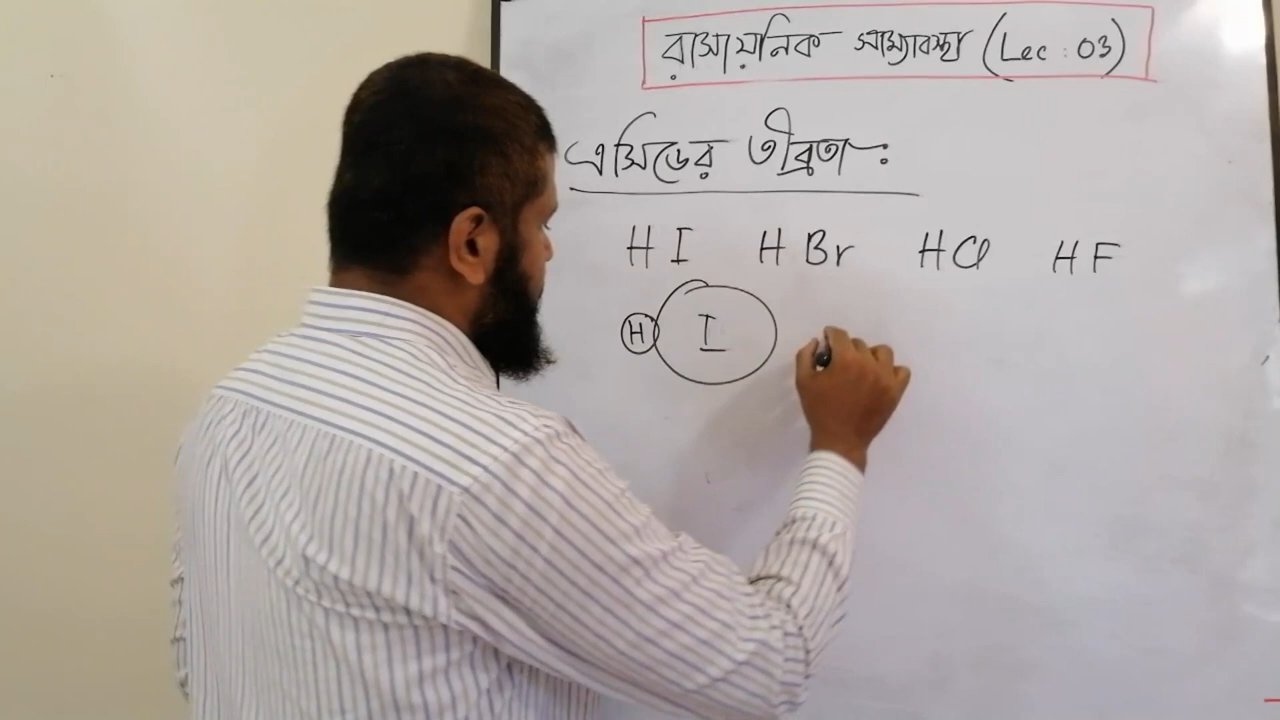 রাসায়নিক সাম্যাবস্থা (Lec : 03)
এসিডের তীব্রতা :
HI HBr HCl HF
H I